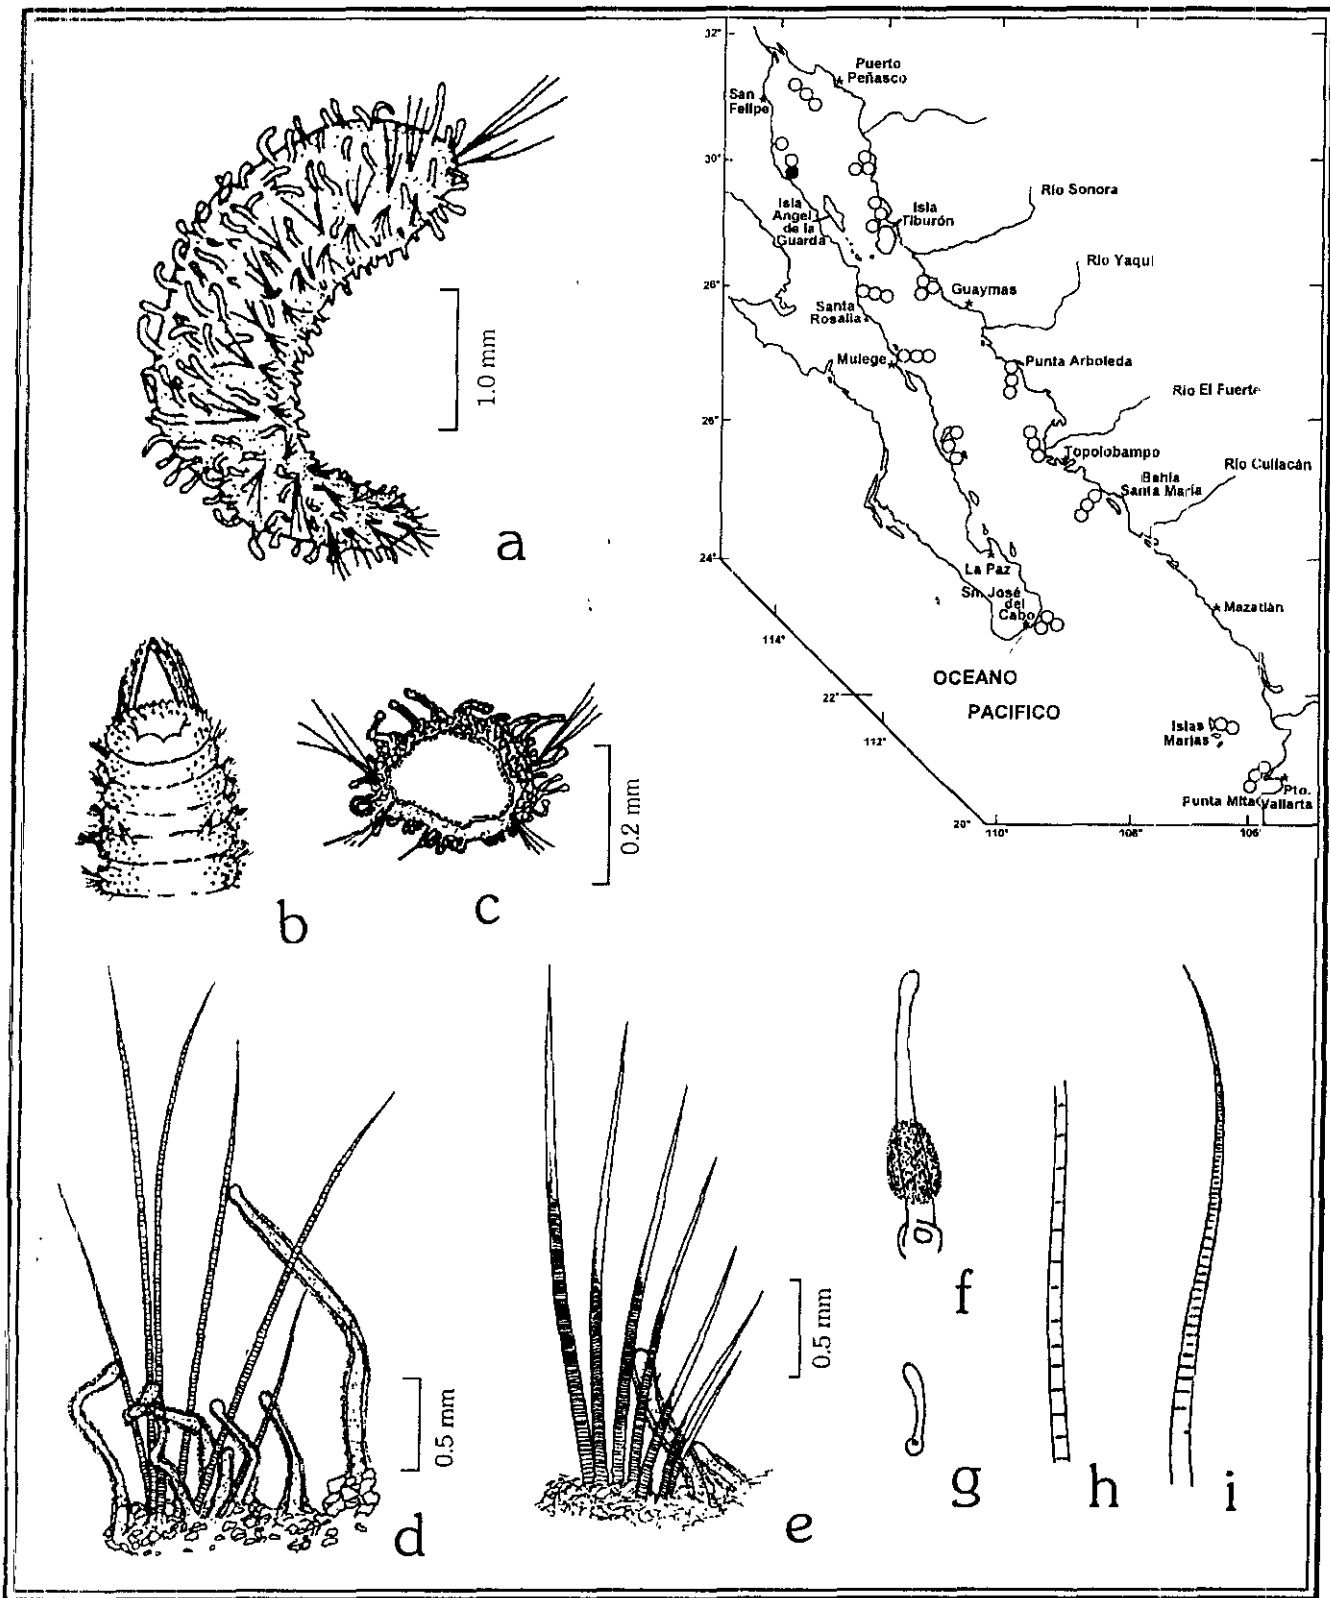 32°
Puerto
Peñasco
San
Felipe
30°
Isla
Angel
de la
Guarda
Isla
Tiburón
Río Sonora
28°
Santa
Rosalia
Guaymas
Río Yaqui
Mulege
Punta Arboleda
Río El Fuerte
26°
Topolobampo
Bahía
Santa María
Río Culiacán
24°
La Paz
Sn. José
del
Cabo
Mazatlán
114°
OCEANO
PACIFICO
22°
112°
Islas
Marías
Punta Mita
Pto.
Vallarta
20°
110°
108°
106°
1.0 mm
a
b
c
0.2 mm
d
0.5 mm
e
0.5 mm
f
g
h
i